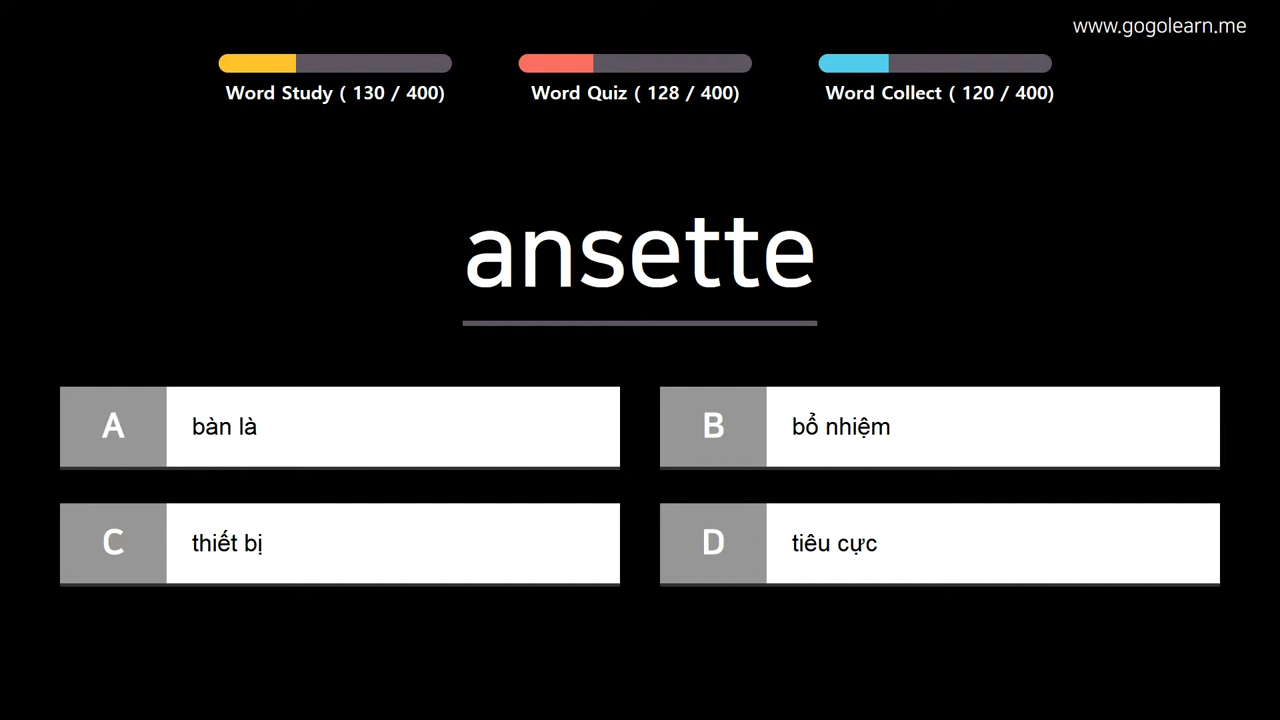 www.gogolearn.me
Word Study ( 130 / 400)
Word Quiz ( 128 / 400)
Word Collect ( 120 / 400)
ansette
A
bàn là
B
bổ nhiệm
C
thiết bị
D
tiêu cực